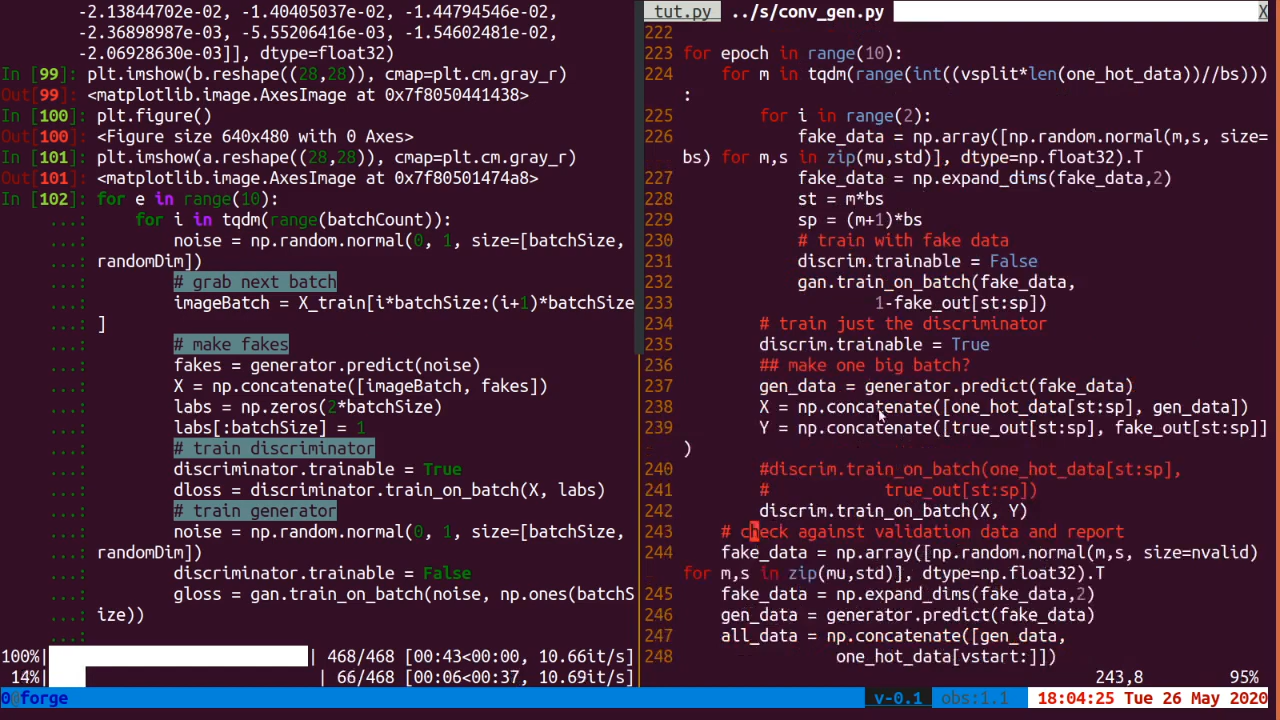 -2.13844702e-02, -1.40405037e-02, -1.44794546e-02,
-2.36898987e-03, -5.55206416e-03, -1.54602481e-02,
-2.06928630e-03]], dtype=float32)
In [99]: plt.imshow(b.reshape((28,28)), cmap=plt.cm.gray_r)
Out[99]: <matplotlib.image.AxesImage at 0x7f8050441438>
In [100]: plt.figure()
Out[100]: <Figure size 640x480 with 0 Axes>
In [101]: plt.imshow(a.reshape((28,28)), cmap=plt.cm.gray_r)
Out[101]: <matplotlib.image.AxesImage at 0x7f80501474a8>
In [102]: for e in range(10):
...: for i in tqdm(range(batchCount)):
...: noise = np.random.normal(0, 1, size=[batchSize,
...: randomDim])
...: # grab next batch
...: imageBatch = X_train[i*batchSize:(i+1)*batchSize
...: ]
...: # make fakes
...: fakes = generator.predict(noise)
...: X = np.concatenate([imageBatch, fakes])
...: labs = np.zeros(2*batchSize)
...: labs[:batchSize] = 1
...: # train discriminator
...: discriminator.trainable = True
...: dloss = discriminator.train_on_batch(X, labs)
...: # train generator
...: noise = np.random.normal(0, 1, size=[batchSize,
...: randomDim])
...: discriminator.trainable = False
...: gloss = gan.train_on_batch(noise, np.ones(batchS
...: ize))
...:
100%| | 468/468 [00:43<00:00, 10.66it/s]
14%| | 66/468 [00:06<00:37, 10.69it/s]
tut.py ../s/conv_gen.py X
222
223 for epoch in range(10):
224 for m in tqdm(range(int((vsplit*len(one_hot_data))//bs)))
:
225 for i in range(2):
226 fake_data = np.array([np.random.normal(m,s, size=
bs) for m,s in zip(mu,std)], dtype=np.float32).T
227 fake_data = np.expand_dims(fake_data,2)
228 st = m*bs
229 sp = (m+1)*bs
230 # train with fake data
231 discrim.trainable = False
232 gan.train_on_batch(fake_data,
233 1-fake_out[st:sp])
234 # train just the discriminator
235 discrim.trainable = True
236 ## make one big batch?
237 gen_data = generator.predict(fake_data)
238 X = np.concatenate([one_hot_data[st:sp], gen_data])
239 Y = np.concatenate([true_out[st:sp], fake_out[st:sp]]
)
240 #discrim.train_on_batch(one_hot_data[st:sp],
241 # true_out[st:sp])
242 discrim.train_on_batch(X, Y)
243 # check against validation data and report
244 fake_data = np.array([np.random.normal(m,s, size=nvalid)
for m,s in zip(mu,std)], dtype=np.float32).T
245 fake_data = np.expand_dims(fake_data,2)
246 gen_data = generator.predict(fake_data)
247 all_data = np.concatenate([gen_data,
248 one_hot_data[vstart:]])
243,8 95%
0@forge v-0.1 obs:1.1 18:04:25 Tue 26 May 2020